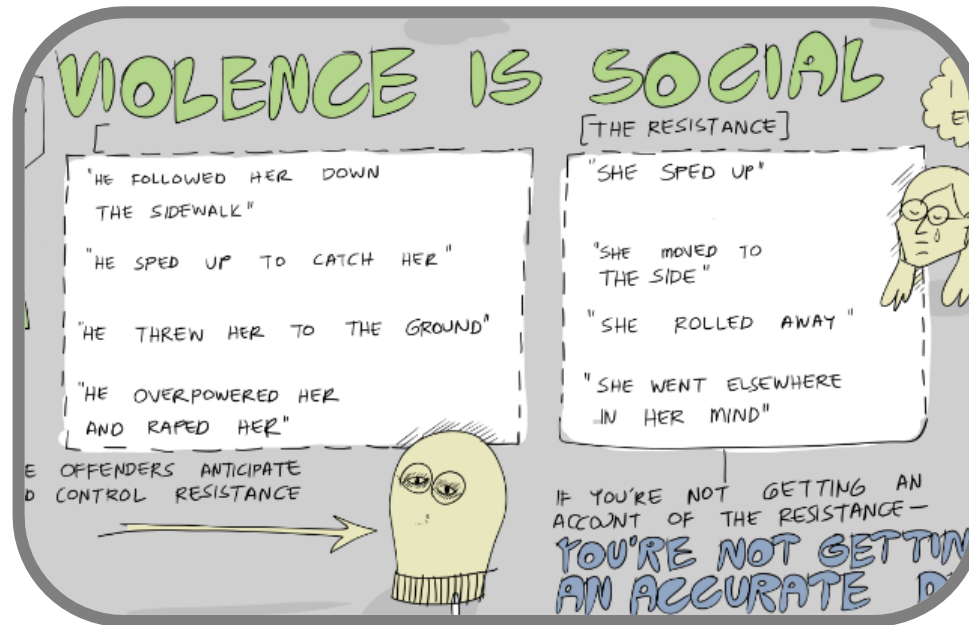 VIOLENCE IS SOCIAL
"HE FOLLOWED HER DOWN
THE SIDEWALK"
"HE SPED UP TO CATCH HER"
"HE THREW HER TO THE GROUND"
"HE OVERPOWERED HER
AND RAPED HER"
OFFENDERS ANTICIPATE
CONTROL RESISTANCE
[THE RESISTANCE]
"SHE SPED UP"
"SHE MOVED TO
THE SIDE"
"SHE ROLLED AWAY"
"SHE WENT ELSEWHERE
IN HER MIND"
IF YOU'RE NOT GETTING AN
ACCOUNT OF THE RESISTANCE—
YOU'RE NOT GETTIN
AN ACCURATE